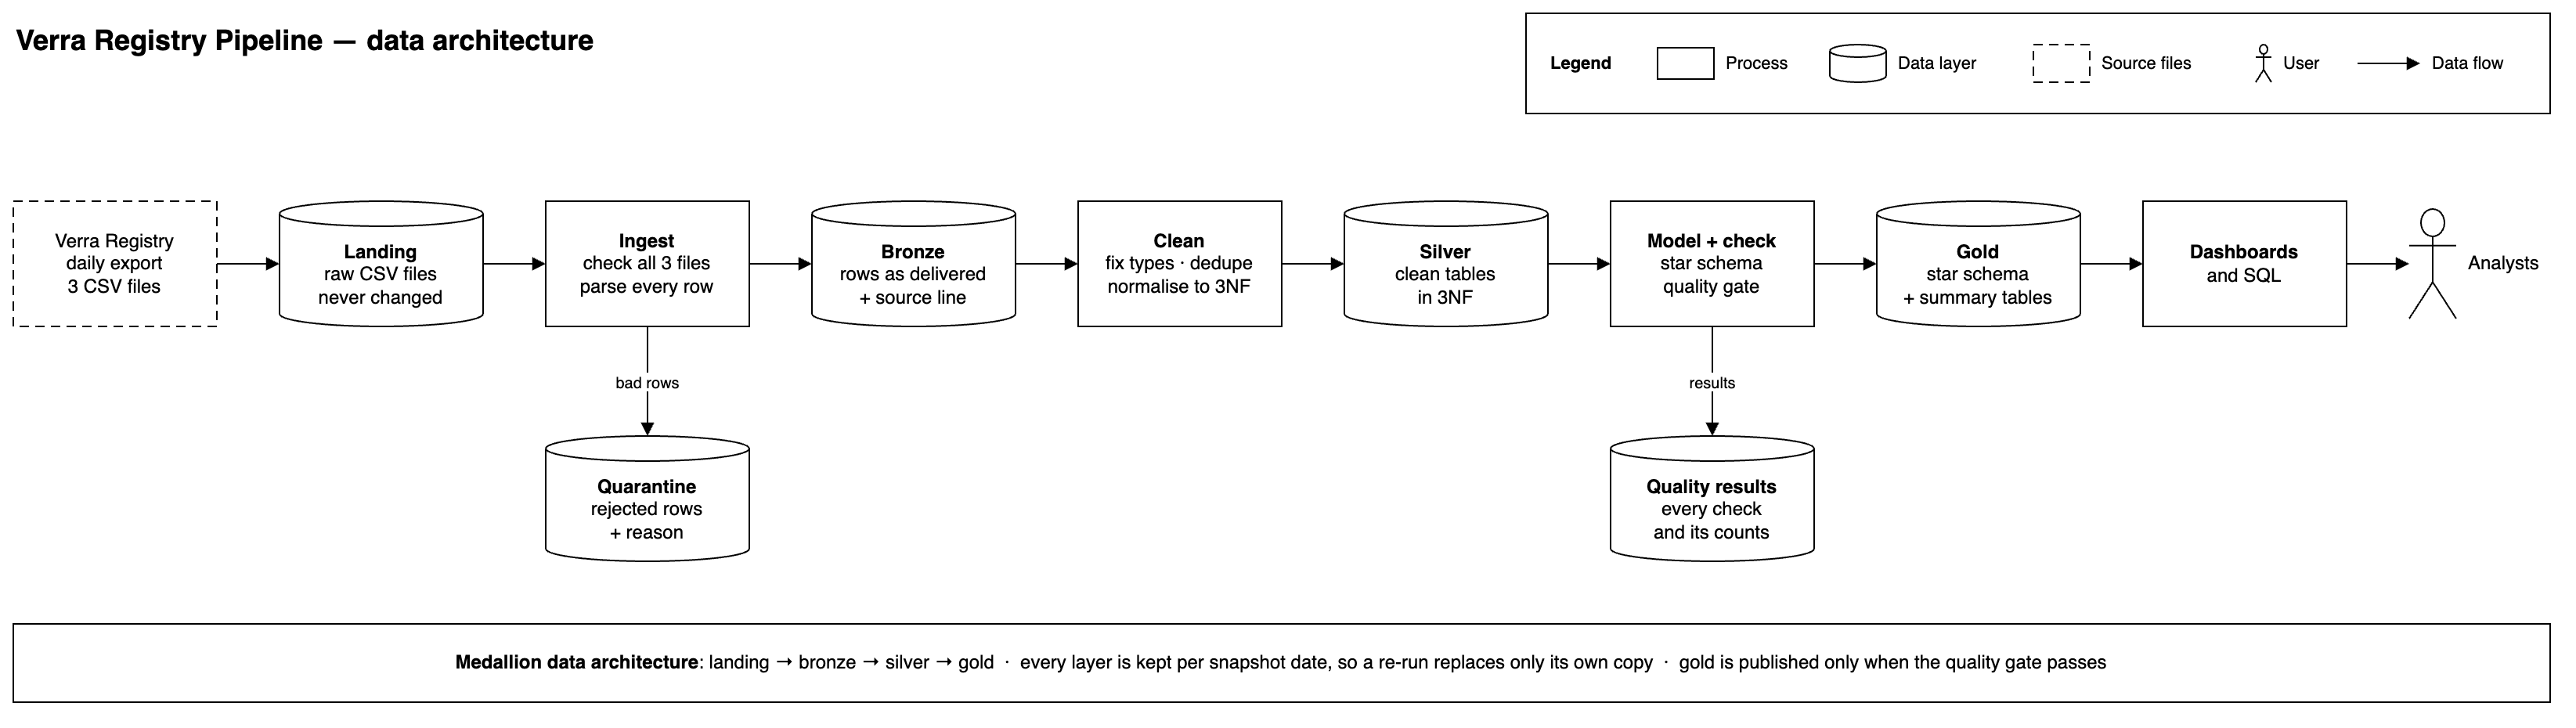 Verra Registry Pipeline — data architecture
Legend
Process
Data layer
Source files
User
Data flow
Verra Registry
daily export
3 CSV files
Landing
raw CSV files
never changed
Ingest
check all 3 files
parse every row
Bronze
rows as delivered
+ source line
Clean
fix types · dedupe
normalise to 3NF
Silver
clean tables
in 3NF
Model + check
star schema
quality gate
Gold
star schema
+ summary tables
Dashboards
and SQL
Analysts
bad rows
results
Quarantine
rejected rows
+ reason
Quality results
every check
and its counts
Medallion data architecture: landing → bronze → silver → gold · every layer is kept per snapshot date, so a re-run replaces only its own copy · gold is published only when the quality gate passes